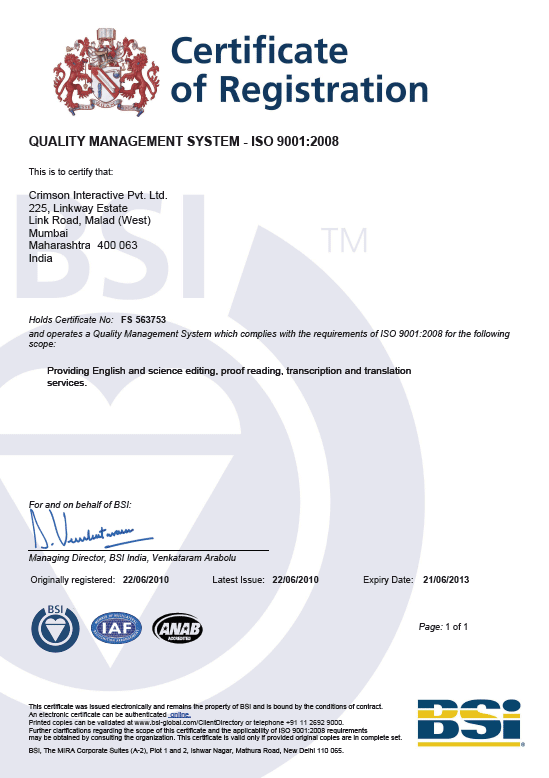 Certificate
of Registration
QUALITY MANAGEMENT SYSTEM - ISO 9001:2008
This is to certify that:
Crimson Interactive Pvt. Ltd.
225, Linkway Estate
Link Road, Malad (West)
Mumbai
Maharashtra 400 063
India
BSI
TM
Holds Certificate No: FS 563753
and operates a Quality Management System which complies with the requirements of ISO 9001:2008 for the following
scope:
Providing English and science editing, proof reading, transcription and translation
services.
For and on behalf of BSI:
Managing Director, BSI India, Venkataram Arabolu
Originally registered: 22/06/2010 Latest Issue: 22/06/2010 Expiry Date: 21/06/2013
BSI
IAF
ANAB
ACCREDITED
Page: 1 of 1
This certificate was issued electronically and remains the property of BSI and is bound by the conditions of contract.
An electronic certificate can be authenticated online.
Printed copies can be validated at www.bsi-global.com/ClientDirectory or telephone +91 11 2692 9000.
Further clarifications regarding the scope of this certificate and the applicability of ISO 9001:2008 requirements
may be obtained by consulting the organization. This certificate is valid only if provided original copies are in complete set.
BSI, The MIRA Corporate Suites (A-2), Plot 1 and 2, Ishwar Nagar, Mathura Road, New Delhi 110 065.
BSi